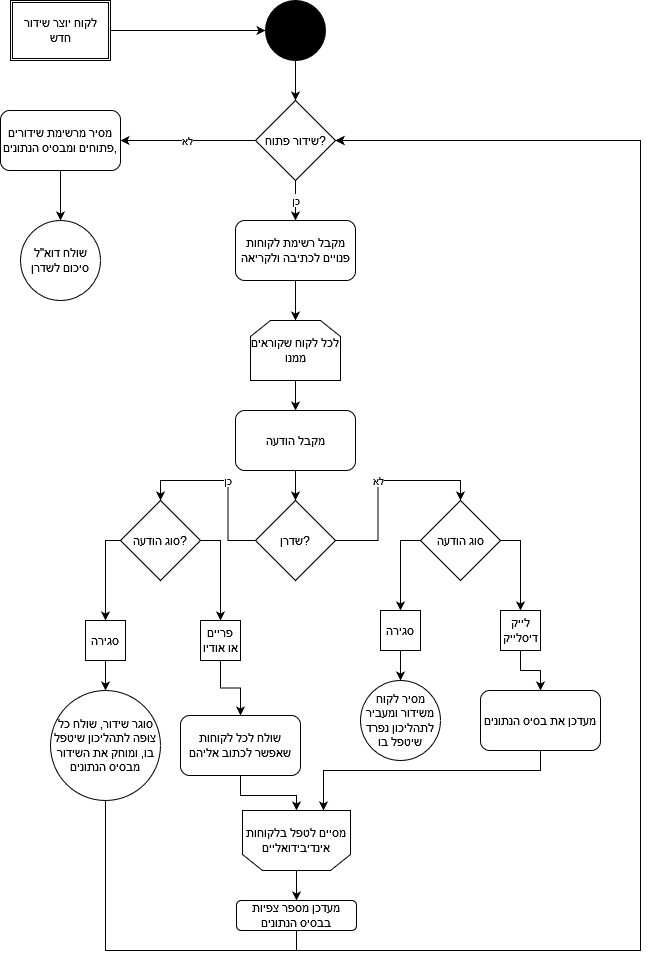 לקוח יוצר שידור
חדש
שידור פתוח?
לא
מסיר מרשימת שידורים
פתוחים ומבסיס הנתונים,
כן
שולח דוא"ל
סיכום לשדרן
מקבל רשימת לקוחות
פנויים לכתיבה ולקריאה
לכל לקוח שקוראים
ממנו
מקבל הודעה
כן
לא
סוג הודעה?
שדרן?
סוג הודעה
סגירה
פריים
או אודיו
סגירה
לייק
דיסלייק
סוגר שידור, שולח כל
צופה לתהליכון שיטפל
בו, ומוחק את השידור
מבסיס הנתונים
שולח לכל לקוחות
שאפשר לכתוב אליהם
מסיר לקוח
משידור ומעביר
לתהליכון נפרד
שיטפל בו
מעדכן את בסיס הנתונים
מסיים לטפל בלקוחות
אינדיבידואליים
מעדכן מספר צפיות
בבסיס הנתונים